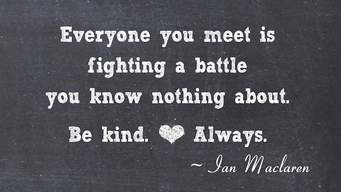 Everyone you meet is
fighting a battle
you know nothing about.
Be kind. Always.
~ Ian Maclaren